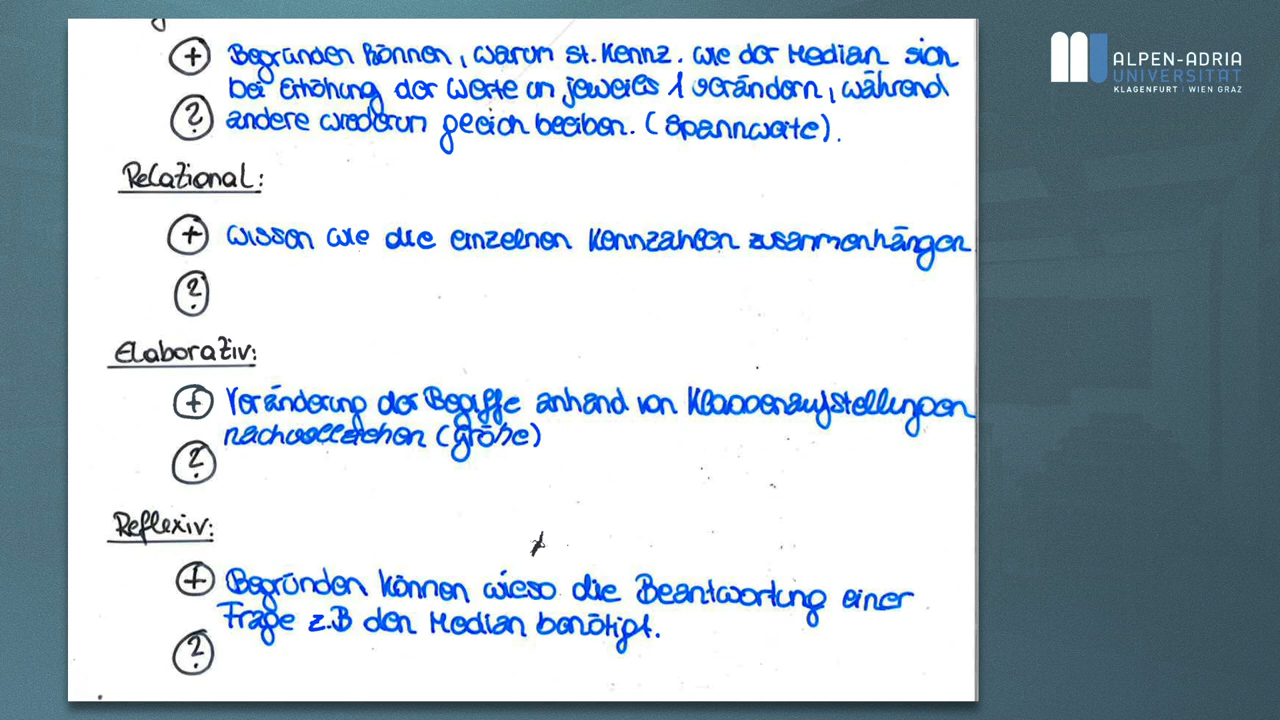 + Begründen können, warum st. Kennz. wie der Median sich
bei Erhöhung der Werte um jeweils 1 verändern, während
? andere wiederum gleich bleiben. (Spannweite).
Relational:
+ wissen wie die einzelnen Kennzahlen zusammenhängen
?
Elaborativ:
+ Veränderung der Begriffe anhand von Klassenaufstellungen
nachvollziehen (größe)
?
Reflexiv:
+ Begründen können wieso die Beantwortung einer
Frage z.B den Median benötigt.
?
ALPEN-ADRIA
UNIVERSITÄT
KLAGENFURT | WIEN GRAZ